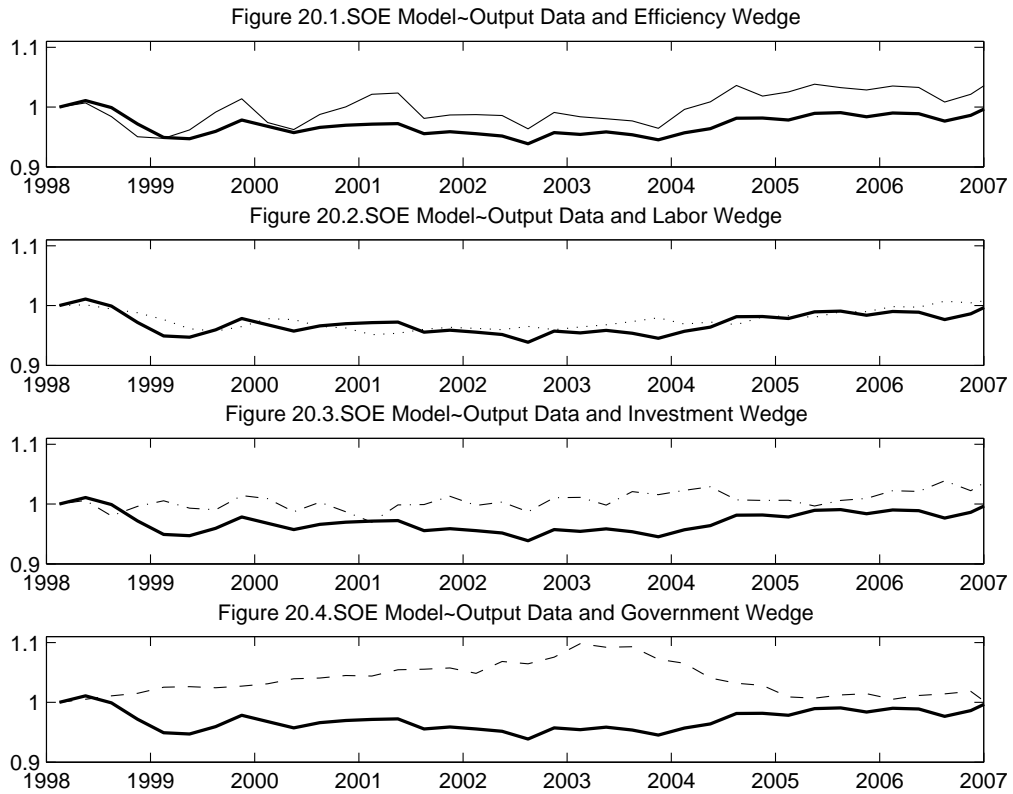 Figure 20.1.SOE Model~Output Data and Efficiency Wedge
1.1
1
0.9
1998 1999 2000 2001 2002 2003 2004 2005 2006 2007
Figure 20.2.SOE Model~Output Data and Labor Wedge
1.1
1
0.9
1998 1999 2000 2001 2002 2003 2004 2005 2006 2007
Figure 20.3.SOE Model~Output Data and Investment Wedge
1.1
1
0.9
1998 1999 2000 2001 2002 2003 2004 2005 2006 2007
Figure 20.4.SOE Model~Output Data and Government Wedge
1.1
1
0.9
1998 1999 2000 2001 2002 2003 2004 2005 2006 2007